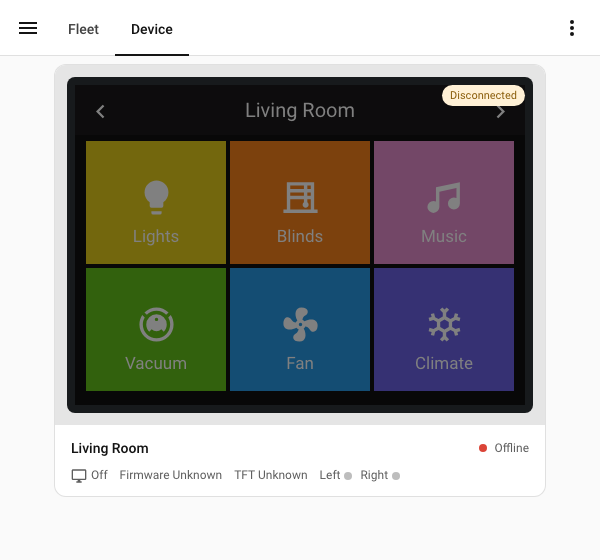 Fleet Device
Disconnected
Living Room
Lights Blinds Music
Vacuum Fan Climate
Living Room Offline
Off Firmware Unknown TFT Unknown Left Right